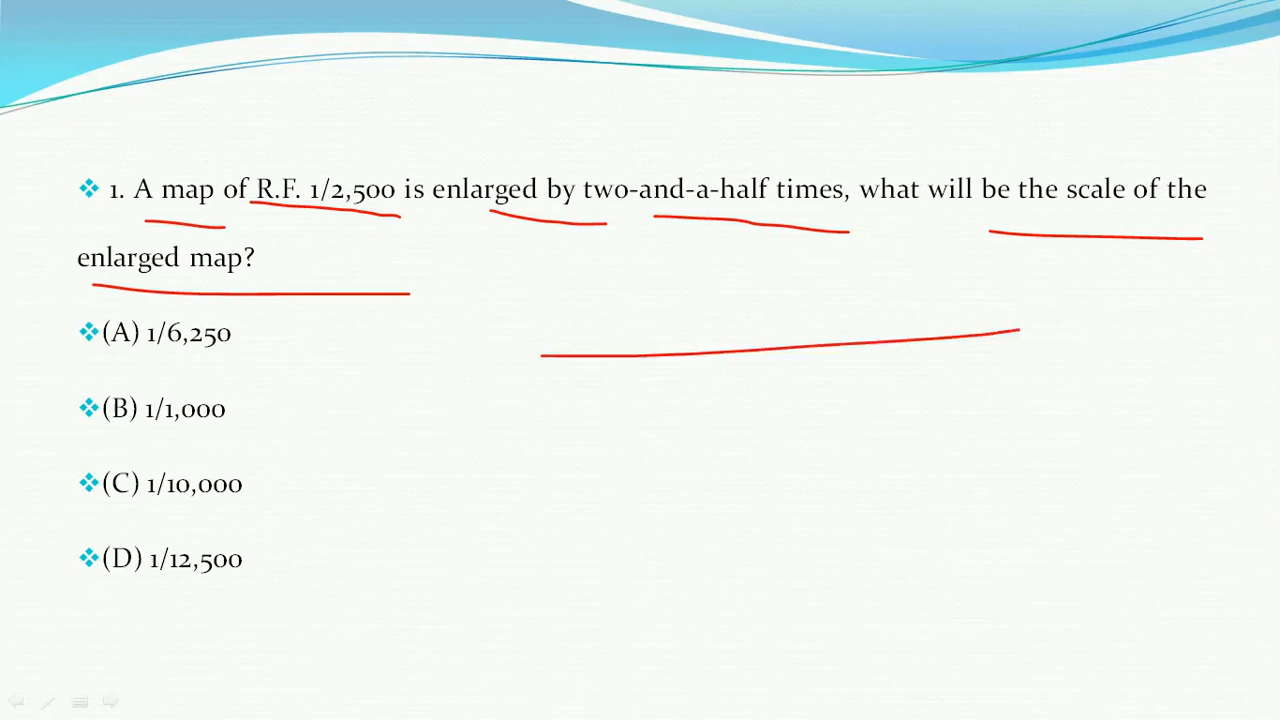 1. A map of R.F. 1/2,500 is enlarged by two-and-a-half times, what will be the scale of the
enlarged map?
(A) 1/6,250
(B) 1/1,000
(C) 1/10,000
(D) 1/12,500